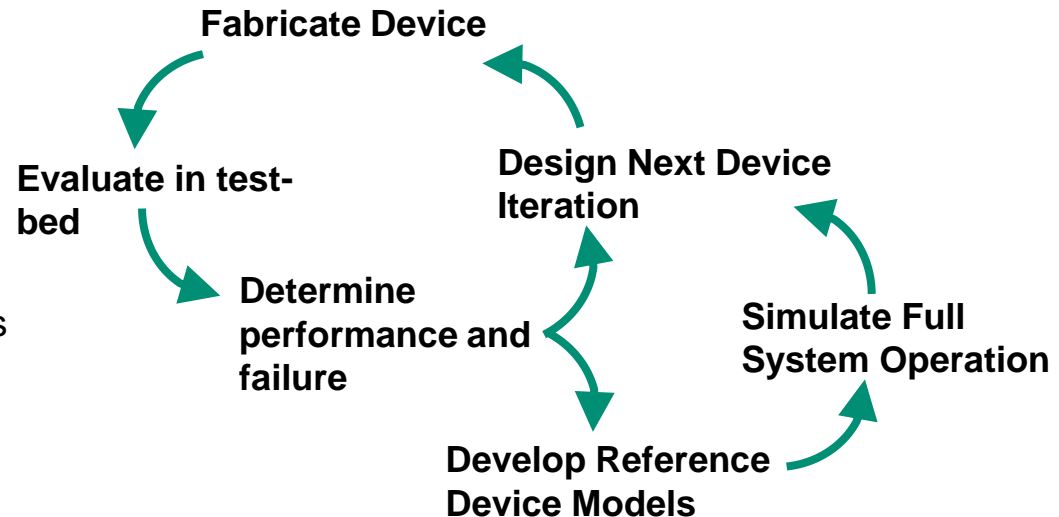 Fabricate Device
Evaluate in test-
bed
Design Next Device
Iteration
Determine
performance and
failure
s
Simulate Full
System Operation
Develop Reference
Device Models